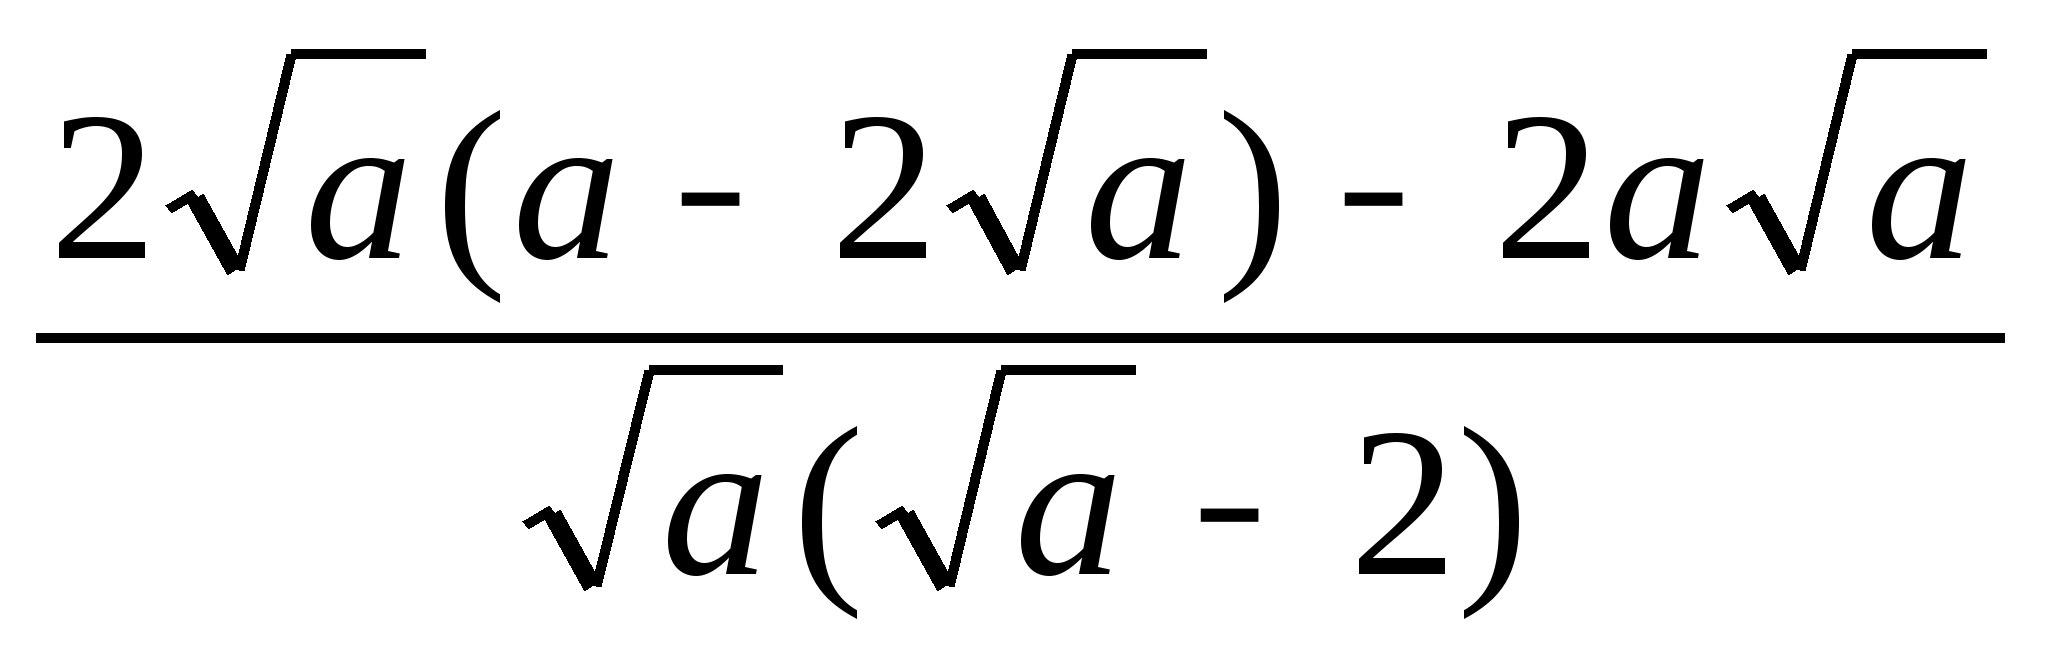 2√a(a - 2√a) - 2a√a
√a(√a - 2)